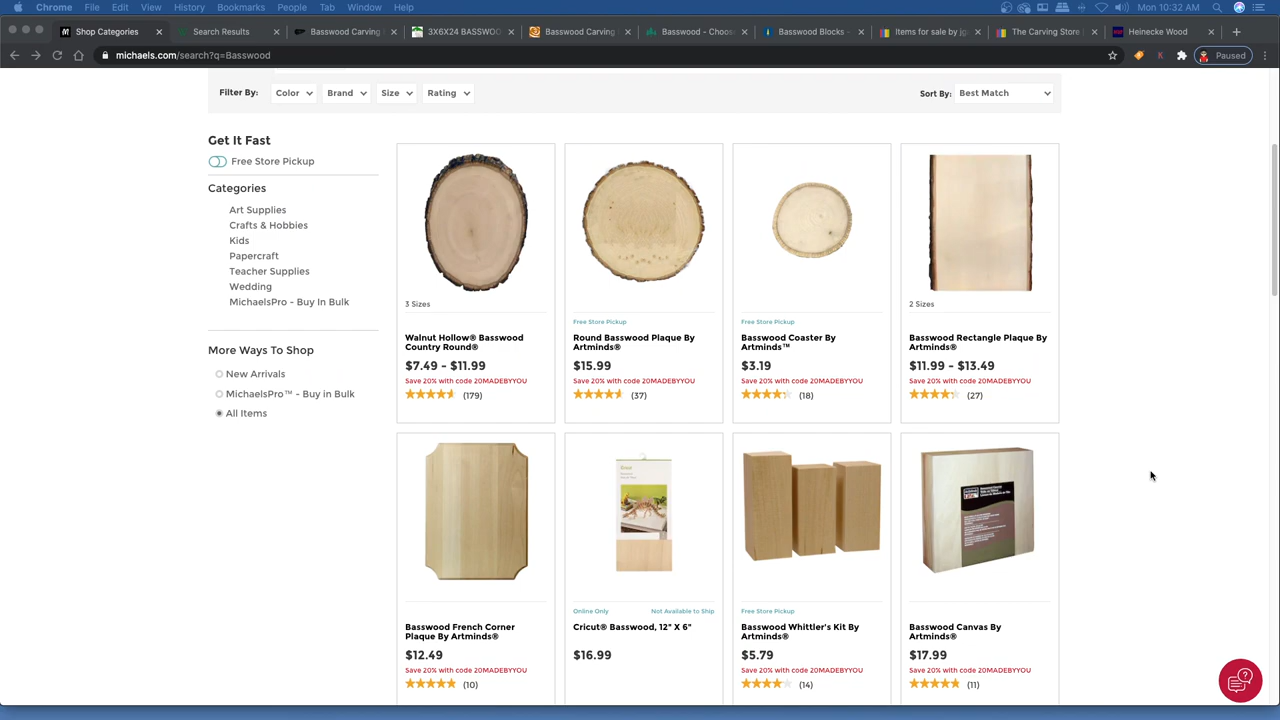 Chrome File Edit View History Bookmarks People Tab Window Help Mon 10:32 AM
Shop Categories Search Results Basswood Carving 3X6X24 BASSWOO Basswood Carving Basswood - Choos Basswood Blocks - Items for sale by jg The Carving Store Heinecke Wood
michaels.com/search?q=Basswood Paused
Filter By: Color Brand Size Rating Sort By: Best Match
Get It Fast
Free Store Pickup
Categories
Art Supplies
Crafts & Hobbies
Kids
Papercraft
Teacher Supplies
Wedding
MichaelsPro - Buy In Bulk
More Ways To Shop
New Arrivals
MichaelsPro™ - Buy in Bulk
All Items
3 Sizes
Walnut Hollow® Basswood
Country Round®
$7.49 - $11.99
Save 20% with code 20MADEBYYOU
(179)
Free Store Pickup
Round Basswood Plaque By
Artminds®
$15.99
Save 20% with code 20MADEBYYOU
(37)
Free Store Pickup
Basswood Coaster By
Artminds™
$3.19
Save 20% with code 20MADEBYYOU
(18)
2 Sizes
Basswood Rectangle Plaque By
Artminds®
$11.99 - $13.49
Save 20% with code 20MADEBYYOU
(27)
Basswood French Corner
Plaque By Artminds®
$12.49
Save 20% with code 20MADEBYYOU
(10)
Online Only Not Available to Ship
Cricut® Basswood, 12" X 6"
$16.99
Free Store Pickup
Basswood Whittler's Kit By
Artminds®
$5.79
Save 20% with code 20MADEBYYOU
(14)
Basswood Canvas By
Artminds®
$17.99
Save 20% with code 20MADEBYYOU
(11)